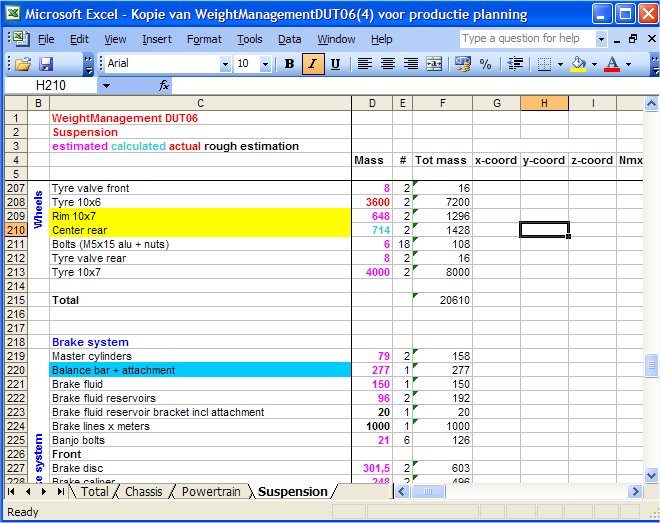 Microsoft Excel - Kopie van WeightManagementDUT06(4) voor productie planning
File Edit View Insert Format Tools Data Window Help Type a question for help
Arial 10 B I U %
H210 fx
B C D E F G H I
1 WeightManagement DUT06
2 Suspension
3 estimated calculated actual rough estimation
4 Mass # Tot mass x-coord y-coord z-coord Nmx
5
Wheels
207 Tyre valve front 8 2 16
208 Tyre 10x6 3600 2 7200
209 Rim 10x7 648 2 1296
210 Center rear 714 2 1428
211 Bolts (M5x15 alu + nuts) 6 18 108
212 Tyre valve rear 8 2 16
213 Tyre 10x7 4000 2 8000
214
215 Total 20610
216
217
218 Brake system
219 Master cylinders 79 2 158
220 Balance bar + attachment 277 1 277
221 Brake fluid 150 1 150
222 Brake fluid reservoirs 96 2 192
223 Brake fluid reservoir bracket incl attachment 20 1 20
224 Brake lines x meters 1000 1 1000
225 Banjo bolts 21 6 126
226 Front
227 Brake disc 301,5 2 603
228 Brake caliper 248 2 496
e system
Total Chassis Powertrain Suspension
Ready